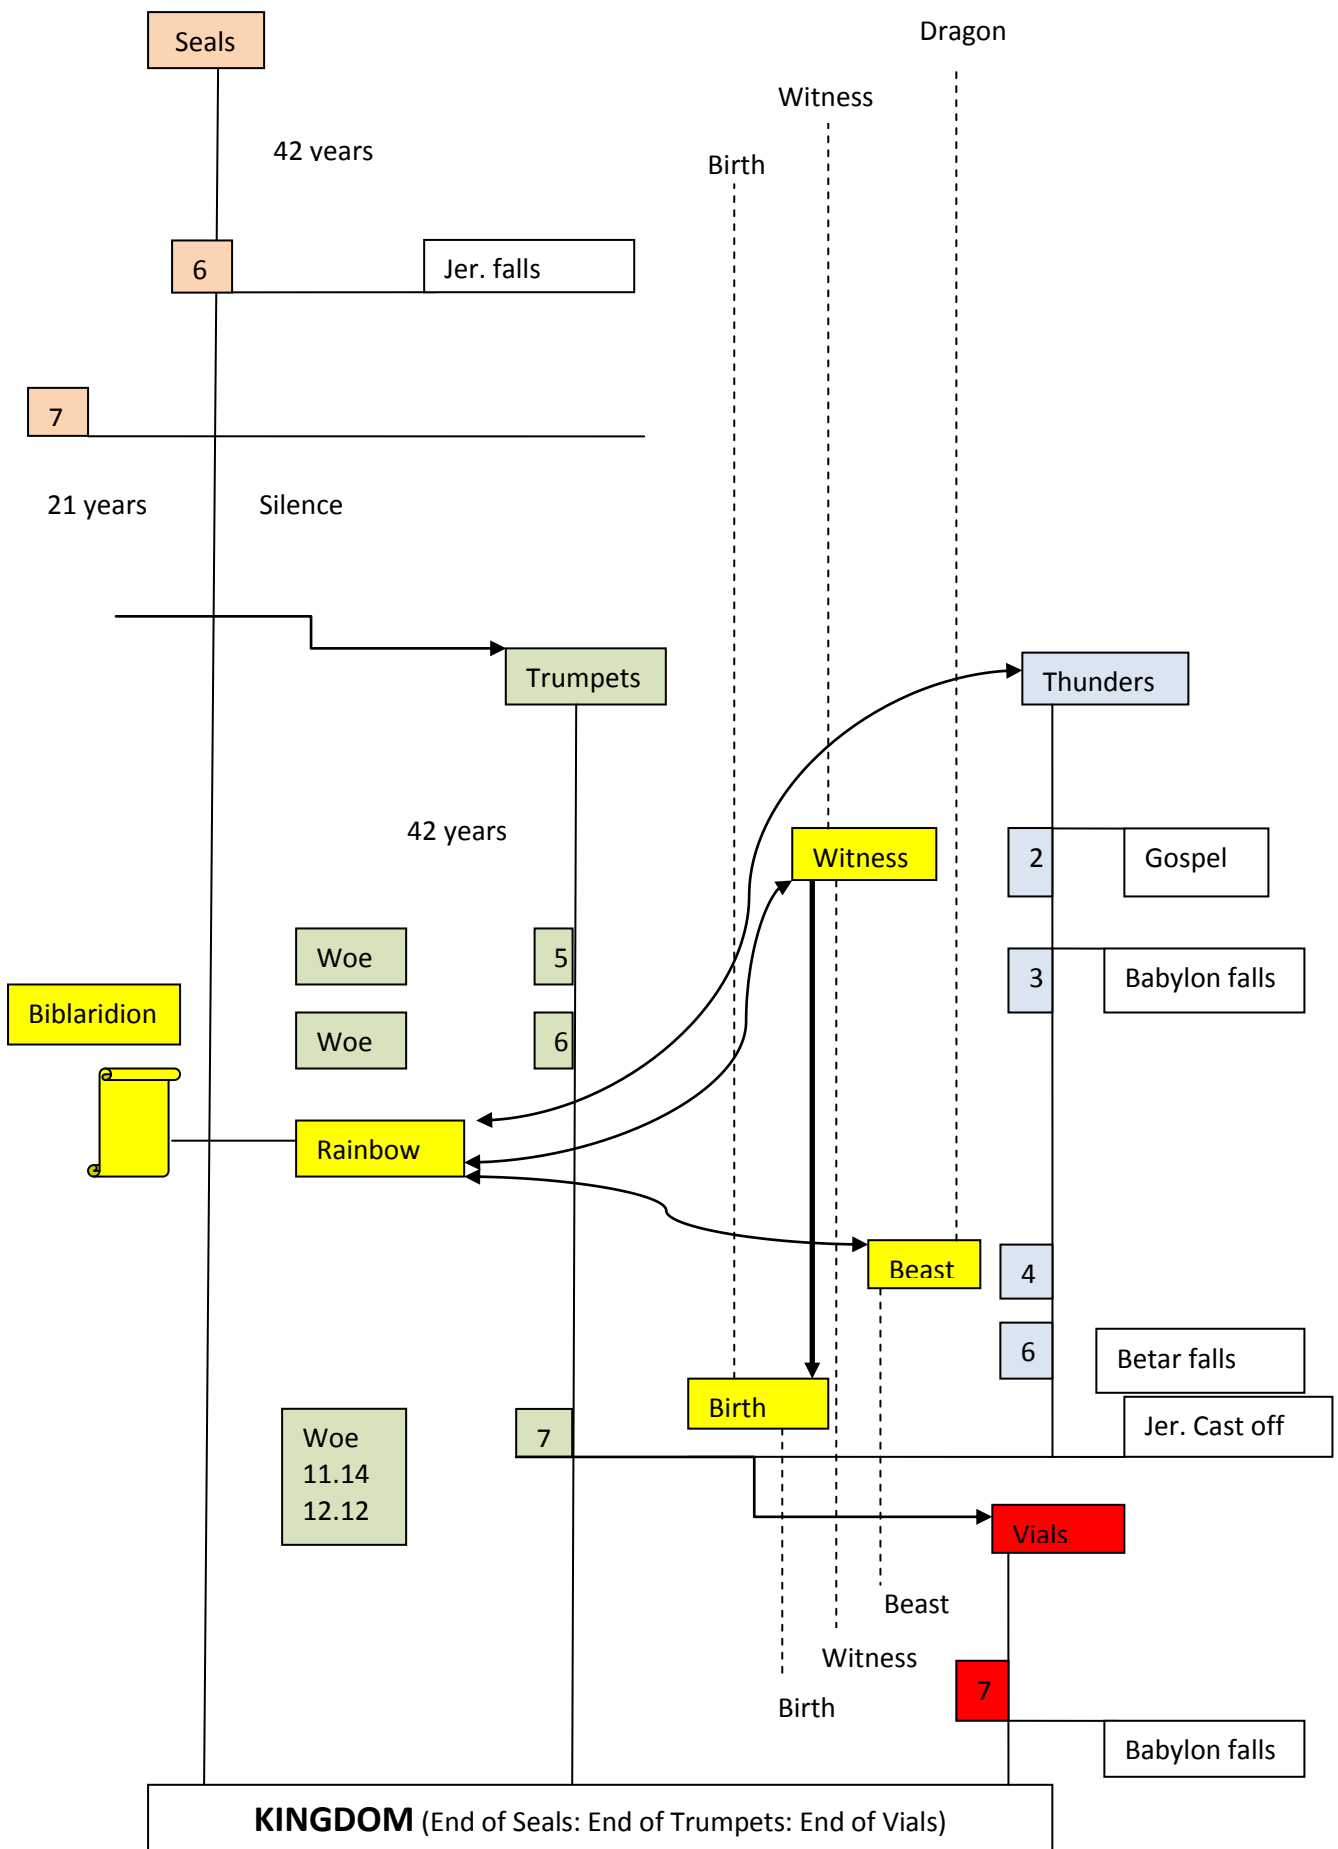 Seals
Dragon
Witness
42 years
Birth
6
Jer. falls
7
21 years
Silence
Trumpets
Thunders
42 years
Witness
2
Gospel
Woe
5
3
Babylon falls
Biblaridion
Woe
6
Rainbow
Beast
4
6
Betar falls
Birth
Jer. Cast off
Woe
11.14
12.12
7
Vials
Beast
Witness
7
Birth
Babylon falls
KINGDOM (End of Seals: End of Trumpets: End of Vials)